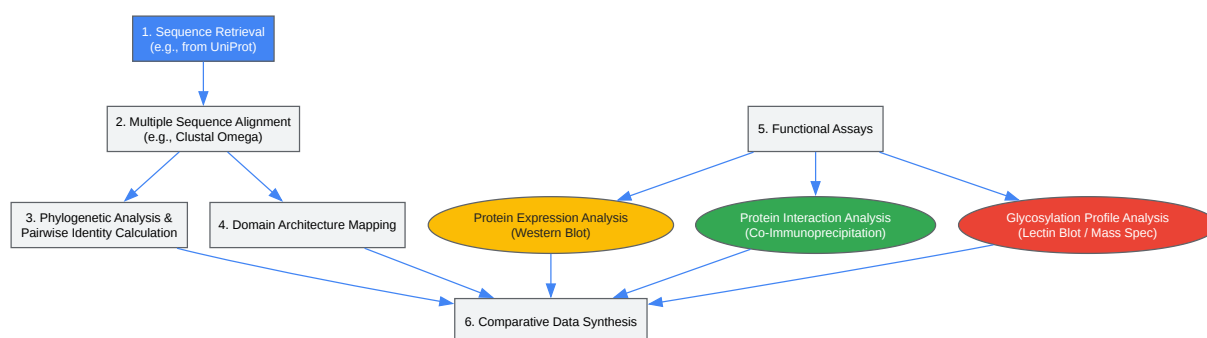 1. Sequence Retrieval
(e.g., from UniProt)
2. Multiple Sequence Alignment
(e.g., Clustal Omega)
5. Functional Assays
3. Phylogenetic Analysis &
Pairwise Identity Calculation
4. Domain Architecture Mapping
Protein Expression Analysis
(Western Blot)
Protein Interaction Analysis
(Co-Immunoprecipitation)
Glycosylation Profile Analysis
(Lectin Blot / Mass Spec)
6. Comparative Data Synthesis